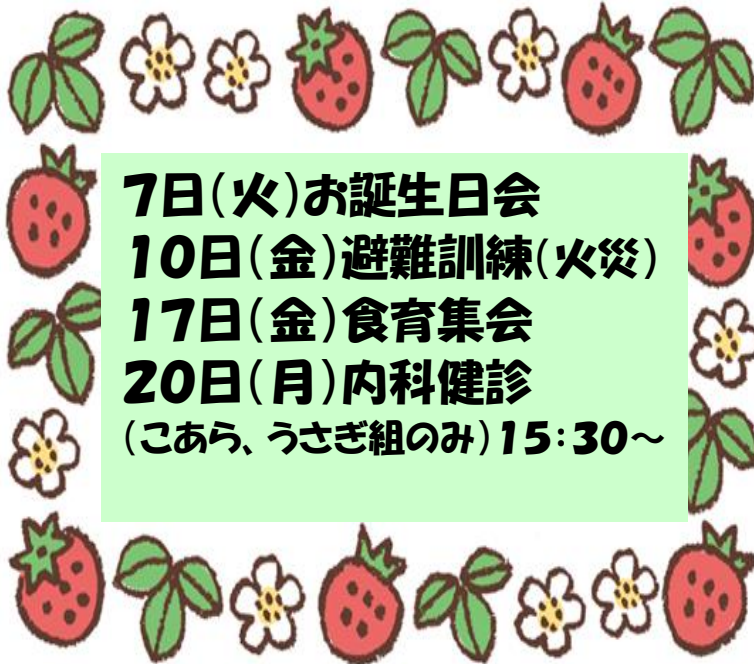 7日(火)お誕生日会
10日(金)避難訓練(火災)
17日(金)食育集会
20日(月)内科健診
(こあら、うさぎ組のみ)15:30~